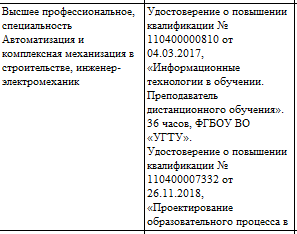 Высшее профессиональное,
специальность
Автоматизация и
комплексная механизация в
строительстве, инженер-
электромеханик
Удостоверение о повышении
квалификации №
110400000810 от
04.03.2017,
«Информационные
технологии в обучении.
Преподаватель
дистанционного обучения».
36 часов, ФГБОУ ВО
«УГТУ».
Удостоверение о повышении
квалификации №
110400007332 от
26.11.2018,
«Проектирование
образовательного процесса в